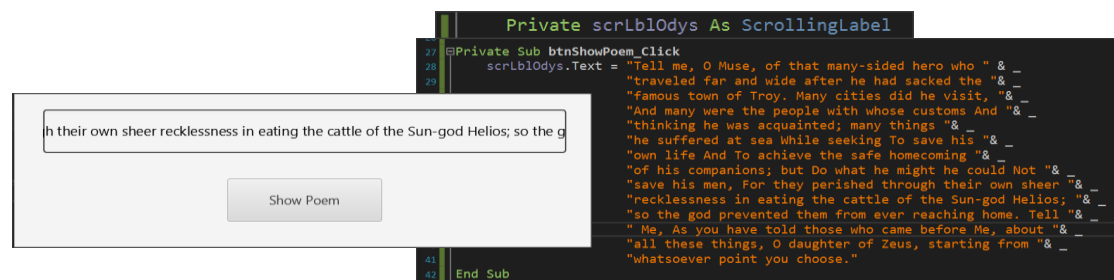 Private scrLblOdys As ScrollingLabel
27 Private Sub btnShowPoem_Click
28 scrLblOdys.Text = "Tell me, O Muse, of that many-sided hero who " & _
29 "traveled far and wide after he had sacked the "& _
"famous town of Troy. Many cities did he visit, "& _
"And many were the people with whose customs And "& _
"thinking he was acquainted; many things "& _
"he suffered at sea While seeking To save his "& _
"own life And To achieve the safe homecoming "& _
"of his companions; but Do what he might he could Not "& _
"save his men, For they perished through their own sheer "& _
"recklessness in eating the cattle of the Sun-god Helios; "& _
"so the god prevented them from ever reaching home. Tell "& _
" Me, As you have told those who came before Me, about "& _
"all these things, O daughter of Zeus, starting from "& _
41 "whatsoever point you choose."
42 End Sub
h their own sheer recklessness in eating the cattle of the Sun-god Helios; so the g
Show Poem